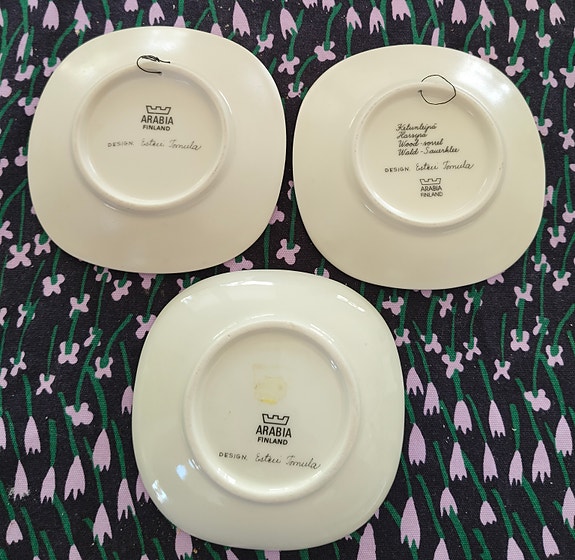 ARABIA
FINLAND
DESIGN. Esteri Tomula
Ketunleipä
Harsyra
Wood-sorrel
Wald-Sauerklee
DESIGN. Esteri Tomula
ARABIA
FINLAND
ARABIA
FINLAND
DESIGN. Esteri Tomula